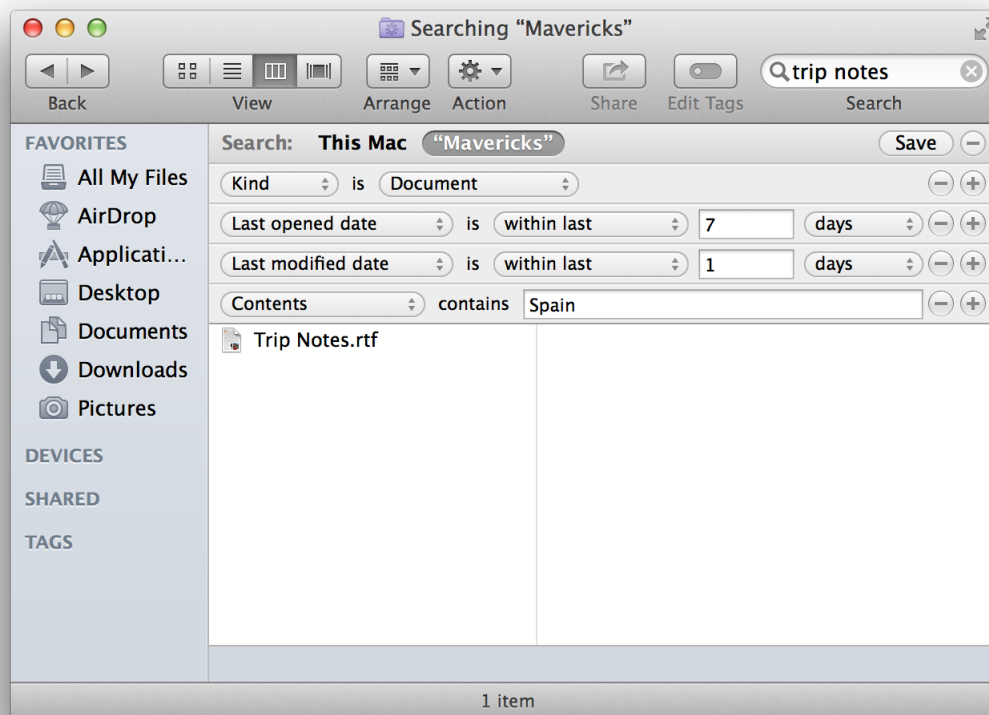 Searching “Mavericks”
trip notes
Back View Arrange Action Share Edit Tags Search
FAVORITES
All My Files
AirDrop
Applicati...
Desktop
Documents
Downloads
Pictures
DEVICES
SHARED
TAGS
Search: This Mac “Mavericks” Save
Kind is Document
Last opened date is within last 7 days
Last modified date is within last 1 days
Contents contains Spain
Trip Notes.rtf
1 item